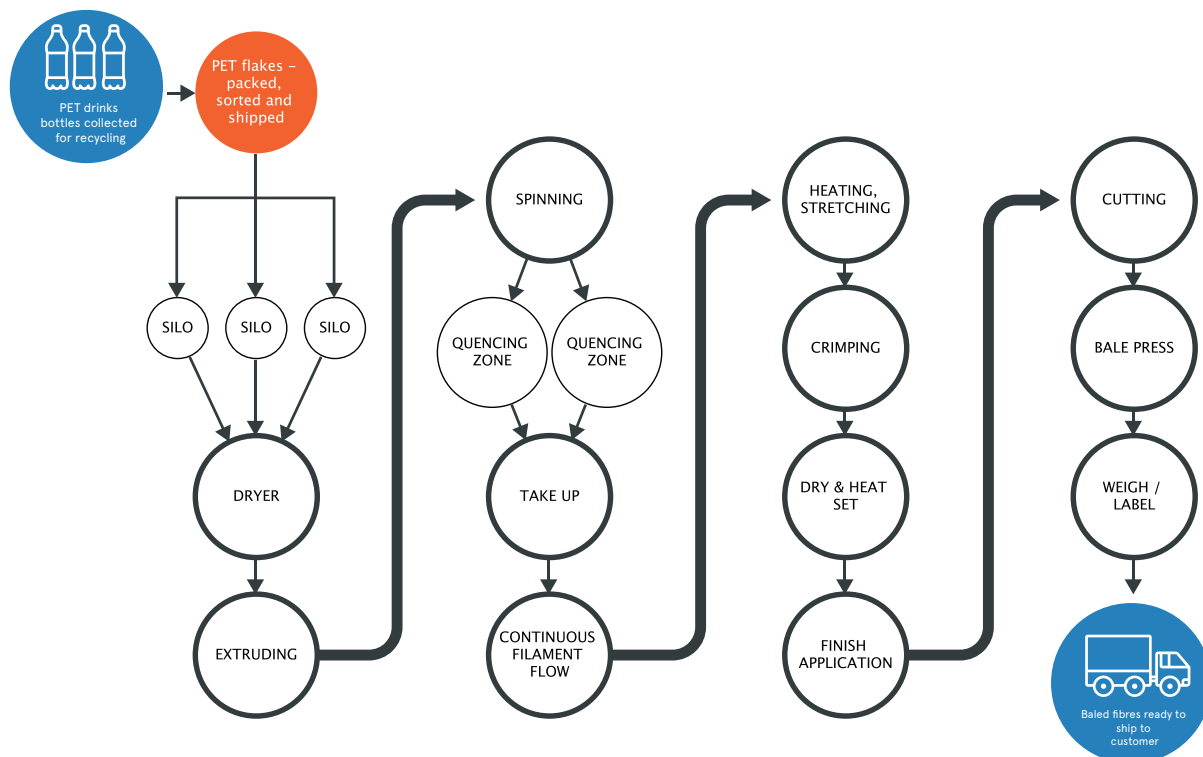 PET drinks
bottles collected
for recycling
PET flakes –
packed,
sorted and
shipped
SILO
SILO
SILO
DRYER
EXTRUDING
SPINNING
QUENCING
ZONE
QUENCING
ZONE
TAKE UP
CONTINUOUS
FILAMENT
FLOW
HEATING,
STRETCHING
CRIMPING
DRY & HEAT
SET
FINISH
APPLICATION
CUTTING
BALE PRESS
WEIGH /
LABEL
Baled fibres ready to
ship to
customer